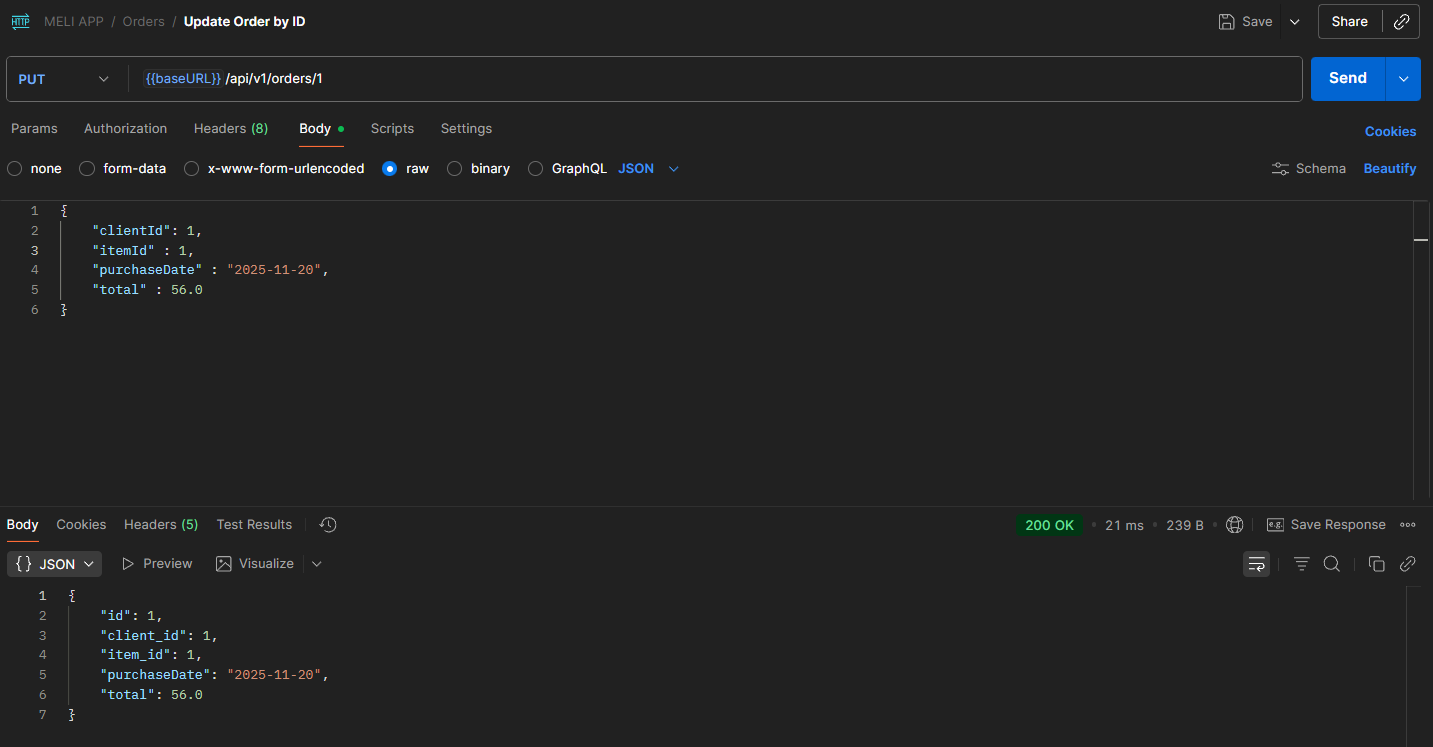 HTTP MELI APP / Orders / Update Order by ID Save Share
PUT {{baseURL}} /api/v1/orders/1 Send
Params Authorization Headers (8) Body Scripts Settings Cookies
none form-data x-www-form-urlencoded raw binary GraphQL JSON Schema Beautify
1 {
2 "clientId": 1,
3 "itemId" : 1,
4 "purchaseDate" : "2025-11-20",
5 "total" : 56.0
6 }
Body Cookies Headers (5) Test Results 200 OK • 21 ms • 239 B • e.g. Save Response
{} JSON Preview Visualize
1 {
2 "id": 1,
3 "client_id": 1,
4 "item_id": 1,
5 "purchaseDate": "2025-11-20",
6 "total": 56.0
7 }